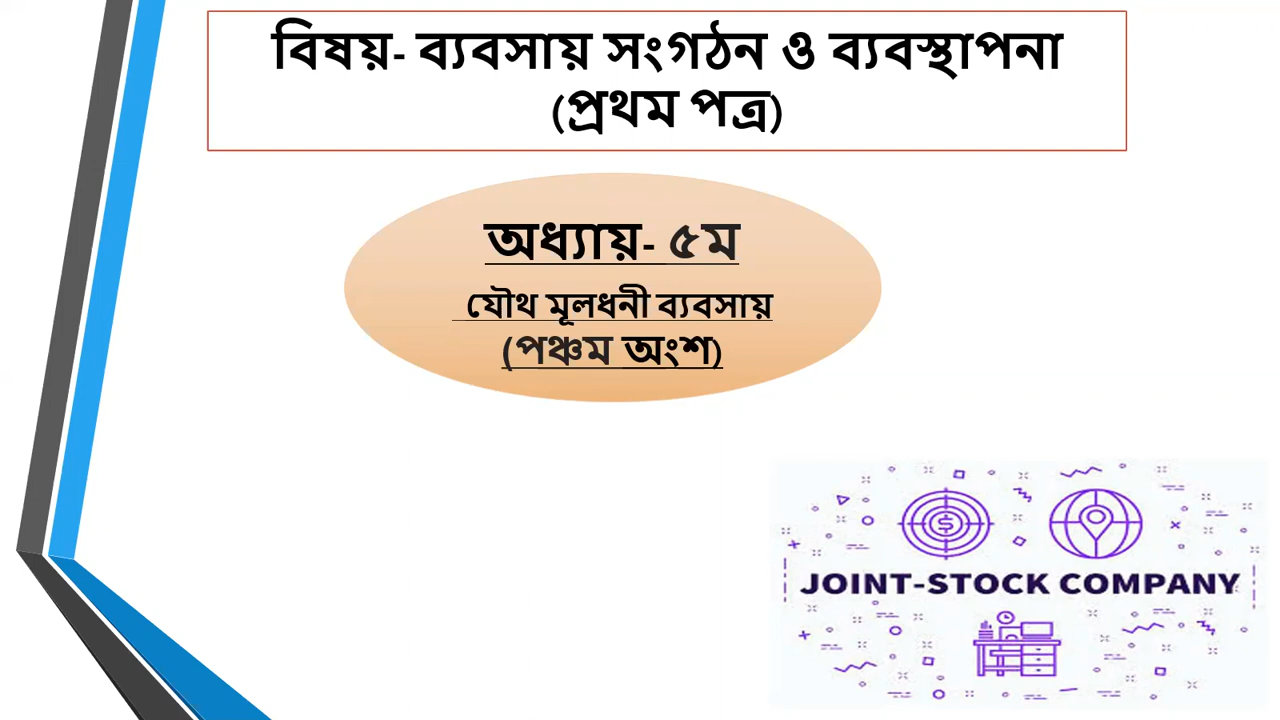 বিষয়- ব্যবসায় সংগঠন ও ব্যবস্থাপনা
(প্রথম পত্র)
অধ্যায়- ৫ম
যৌথ মূলধনী ব্যবসায়
(পঞ্চম অংশ)
JOINT-STOCK COMPANY